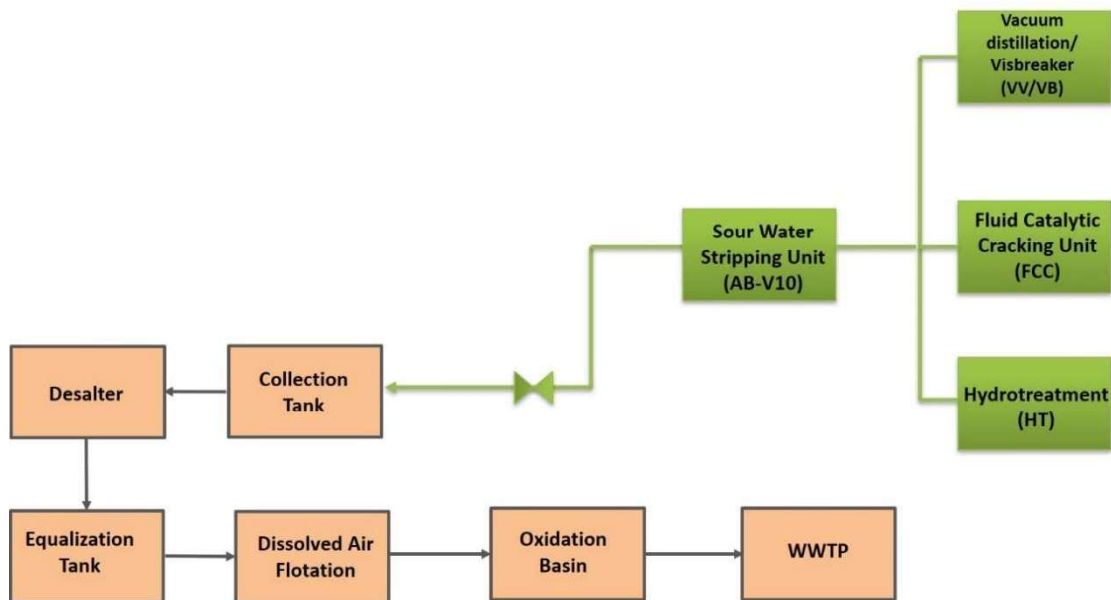 Vacuum
distillation/
Visbreaker
(VV/VB)
Sour Water
Stripping Unit
(AB-V10)
Fluid Catalytic
Cracking Unit
(FCC)
Desalter
Collection
Tank
Hydrotreatment
(HT)
Equalization
Tank
Dissolved Air
Flotation
Oxidation
Basin
WWTP